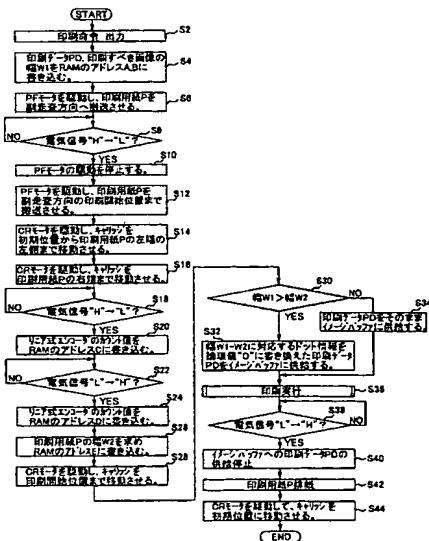 START
S2
印刷命令 出力
S4
印刷データPD、印刷すべき画像の
幅W1をRAMのアドレスA,Bに
書き込む。
S6
PFモータを駆動し、印刷用紙Pを
副走査方向へ搬送させる。
S8
電気信号"H"→"L"?
NO
YES
S10
PFモータの駆動を停止する。
S12
PFモータを駆動し、印刷用紙Pを
副走査方向の印刷開始位置まで
搬送させる。
S14
CRモータを駆動し、キャリッジを
初期位置から印刷用紙Pの左端の
左側まで移動させる。
S16
CRモータを駆動し、キャリッジを
印刷用紙Pの右端まで移動させる。
S18
電気信号"H"→"L"?
NO
YES
S20
リニア式エンコーダのカウント値を
RAMのアドレスCに書き込む。
S22
電気信号"L"→"H"?
NO
YES
S24
リニア式エンコーダのカウント値を
RAMのアドレスDに書き込む。
S26
印刷用紙Pの幅W2を求め
RAMのアドレスEに書き込む。
S28
CRモータを駆動し、キャリッジを
印刷開始位置まで移動させる。
S30
幅W1>幅W2
NO
YES
S34
印刷データPDをそのまま
イメージバッファに供給する。
S32
幅W1-W2に対応するドット情報を
論理値"0"に書き換えた印刷データ
PDをイメージバッファに供給する。
S36
印刷実行
S38
電気信号"L"→"H"?
NO
YES
S40
イメージバッファへの印刷データPDの
供給停止
S42
印刷用紙P排紙
S44
CRモータを駆動して、キャリッジを
初期位置に移動させる。
END